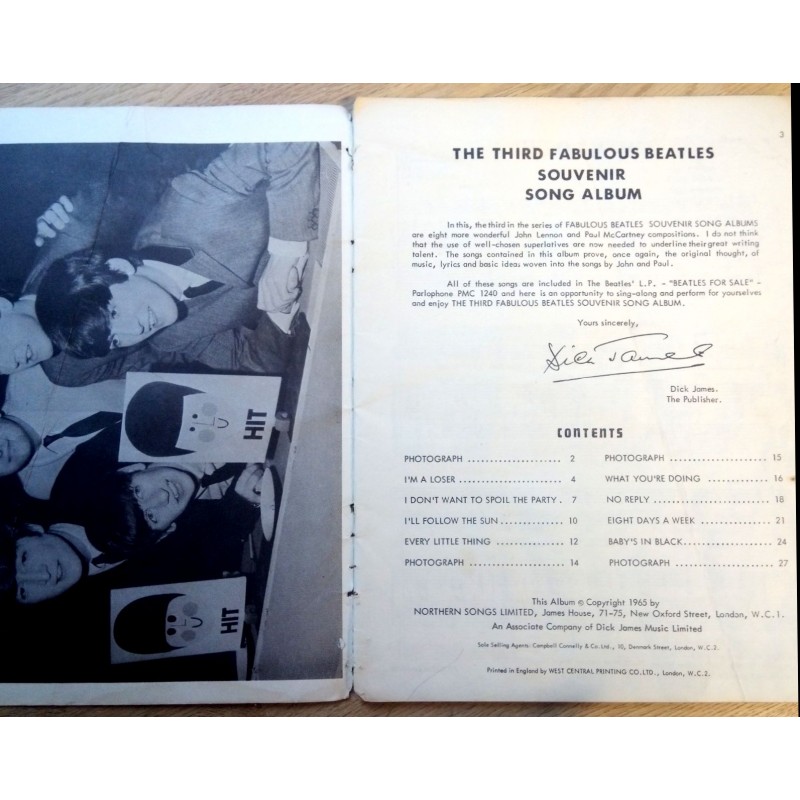 HIT
HIT
3
THE THIRD FABULOUS BEATLES
SOUVENIR
SONG ALBUM
In this, the third in the series of FABULOUS BEATLES SOUVENIR SONG ALBUMS
are eight more wonderful John Lennon and Paul McCartney compositions. I do not think
that the use of well-chosen superlatives are now needed to underline their great writing
talent. The songs contained in this album prove, once again, the original thought, of
music, lyrics and basic ideas woven into the songs by John and Paul.
All of these songs are included in The Beatles' L.P. - "BEATLES FOR SALE" -
Parlophone PMC 1240 and here is an opportunity to sing-along and perform for yourselves
and enjoy THE THIRD FABULOUS BEATLES SOUVENIR SONG ALBUM.
Yours sincerely,
Dick James
Dick James.
The Publisher.
CONTENTS
PHOTOGRAPH ..................... 2
I'M A LOSER ....................... 4
I DON'T WANT TO SPOIL THE PARTY . 7
I'LL FOLLOW THE SUN .............. 10
EVERY LITTLE THING ............... 12
PHOTOGRAPH ..................... 14
PHOTOGRAPH ...................... 15
WHAT YOU'RE DOING .............. 16
NO REPLY ......................... 18
EIGHT DAYS A WEEK ................ 21
BABY'S IN BLACK.................... 24
PHOTOGRAPH ..................... 27
This Album © Copyright 1965 by
NORTHERN SONGS LIMITED, James House, 71-75, New Oxford Street, London, W.C.1.
An Associate Company of Dick James Music Limited
Sole Selling Agents: Campbell Connelly & Co. Ltd., 10, Denmark Street, London, W.C.2.
Printed in England by WEST CENTRAL PRINTING CO. LTD., London, W.C.2.